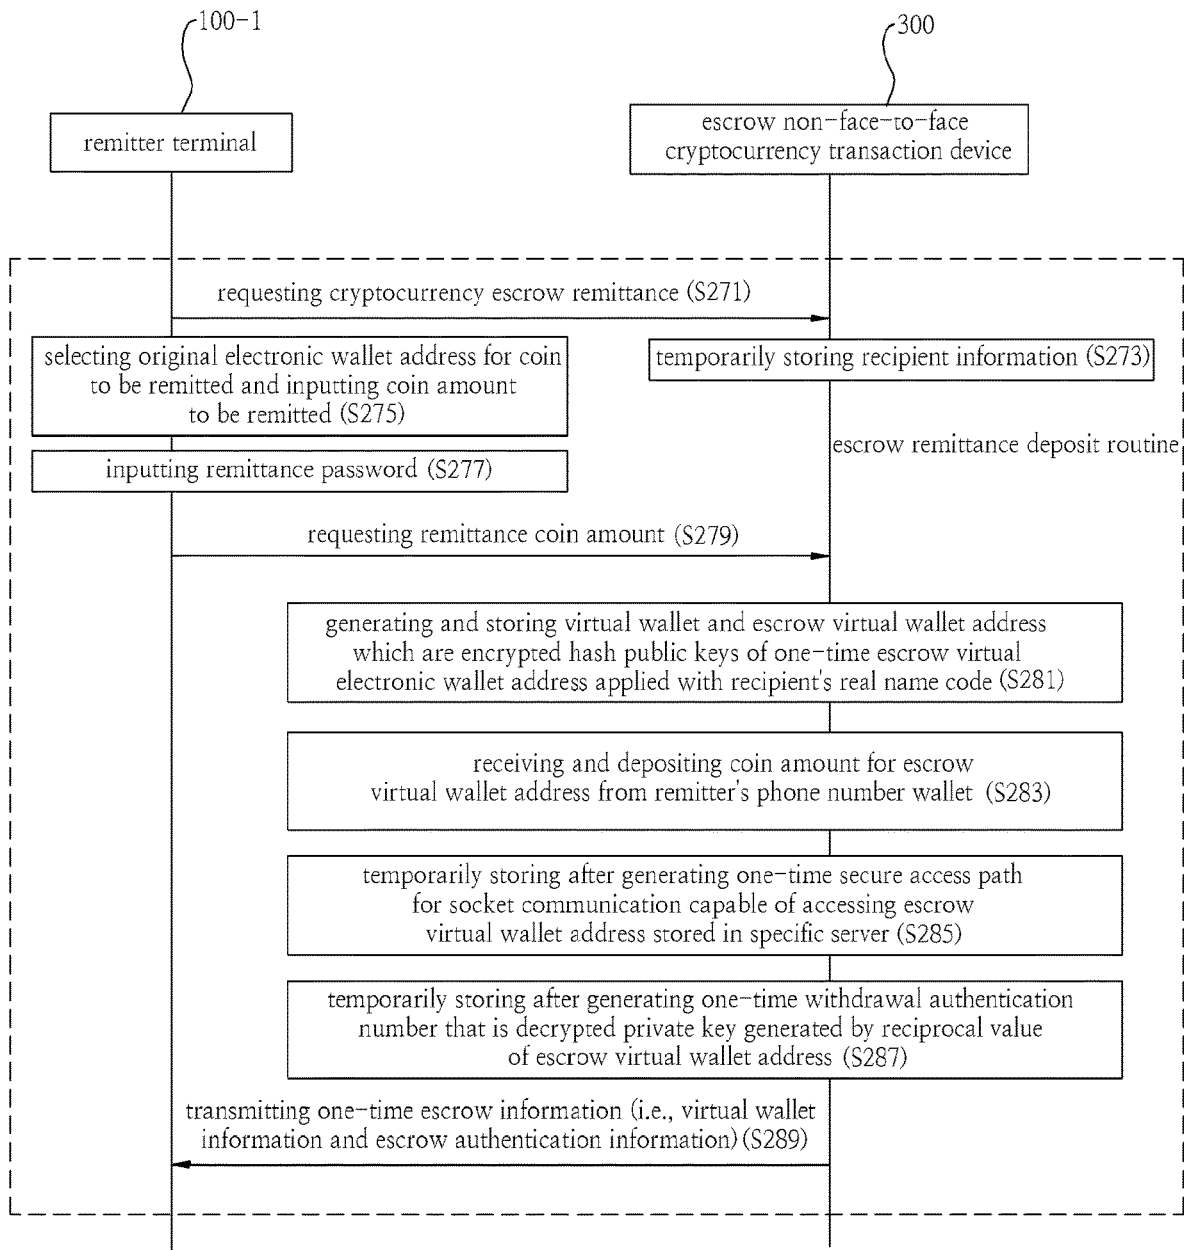 100-1
300
remitter terminal
escrow non-face-to-face
cryptocurrency transaction device
requesting cryptocurrency escrow remittance (S271)
selecting original electronic wallet address for coin
to be remitted and inputting coin amount
to be remitted (S275)
temporarily storing recipient information (S273)
escrow remittance deposit routine
inputting remittance password (S277)
requesting remittance coin amount (S279)
generating and storing virtual wallet and escrow virtual wallet address
which are encrypted hash public keys of one-time escrow virtual
electronic wallet address applied with recipient's real name code (S281)
receiving and depositing coin amount for escrow
virtual wallet address from remitter's phone number wallet (S283)
temporarily storing after generating one-time secure access path
for socket communication capable of accessing escrow
virtual wallet address stored in specific server (S285)
temporarily storing after generating one-time withdrawal authentication
number that is decrypted private key generated by reciprocal value
of escrow virtual wallet address (S287)
transmitting one-time escrow information (i.e., virtual wallet
information and escrow authentication information) (S289)